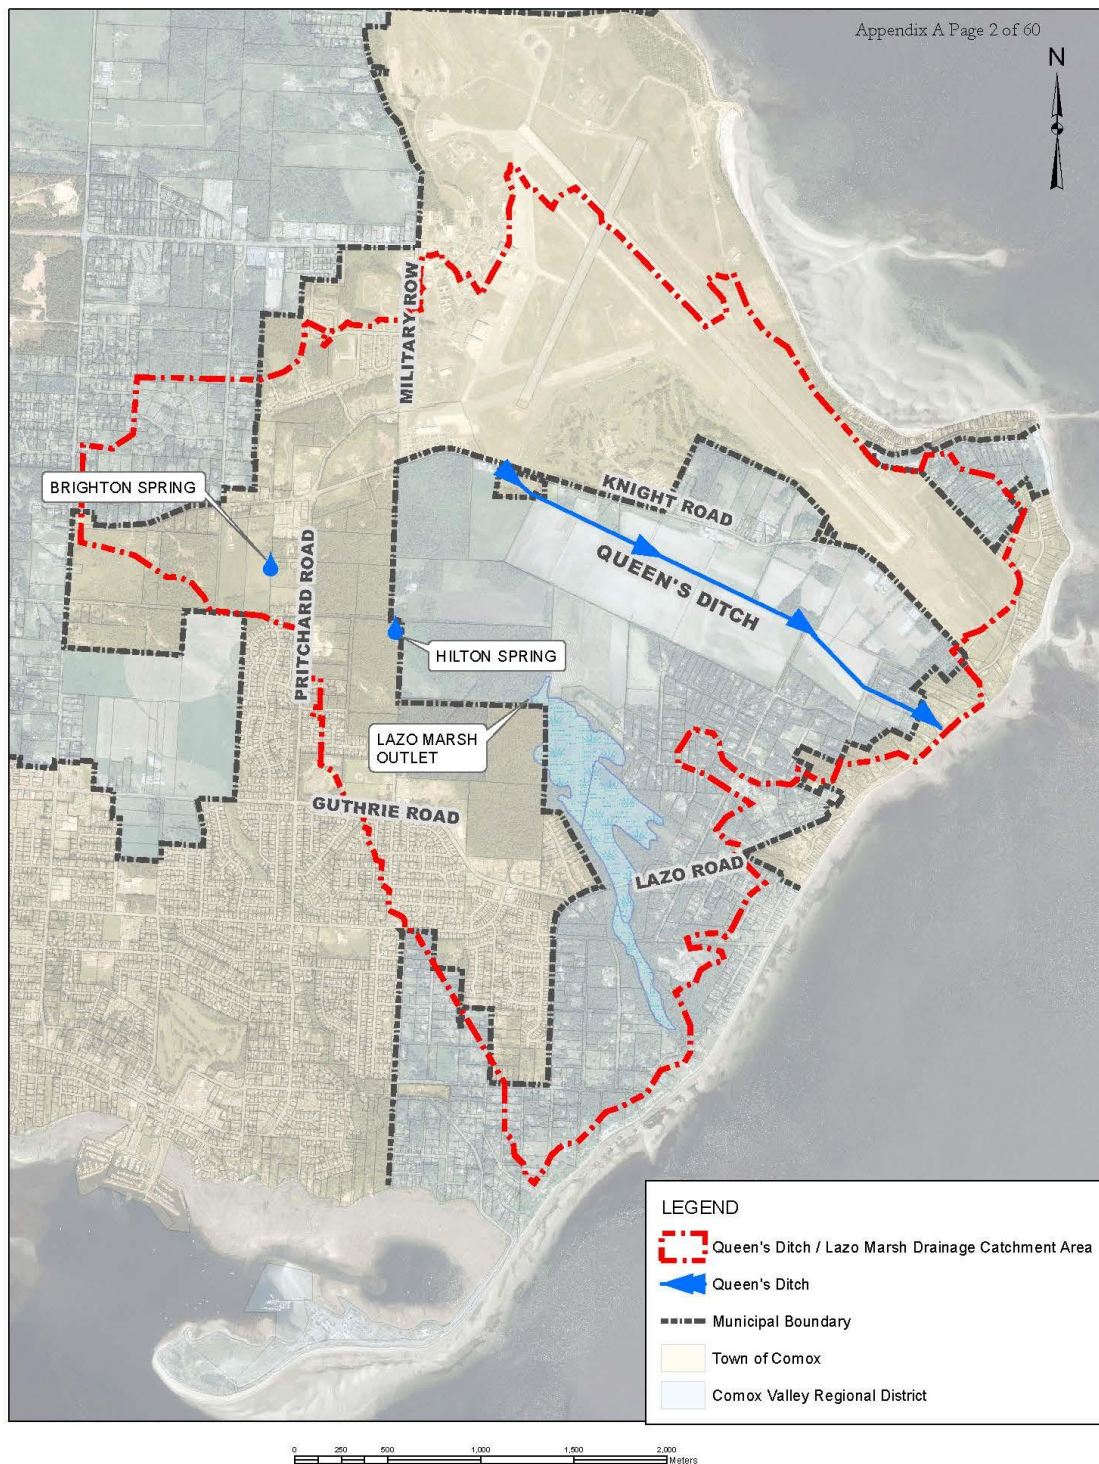 Appendix A Page 2 of 60
N
MILITARY ROW
BRIGHTON SPRING
KNIGHT ROAD
QUEEN'S DITCH
PRITCHARD ROAD
HILTON SPRING
LAZO MARSH
OUTLET
GUTHRIE ROAD
LAZO ROAD
LEGEND
Queen's Ditch / Lazo Marsh Drainage Catchment Area
Queen's Ditch
Municipal Boundary
Town of Comox
Comox Valley Regional District
0 250 500 1,000 1,500 2,000
Meters